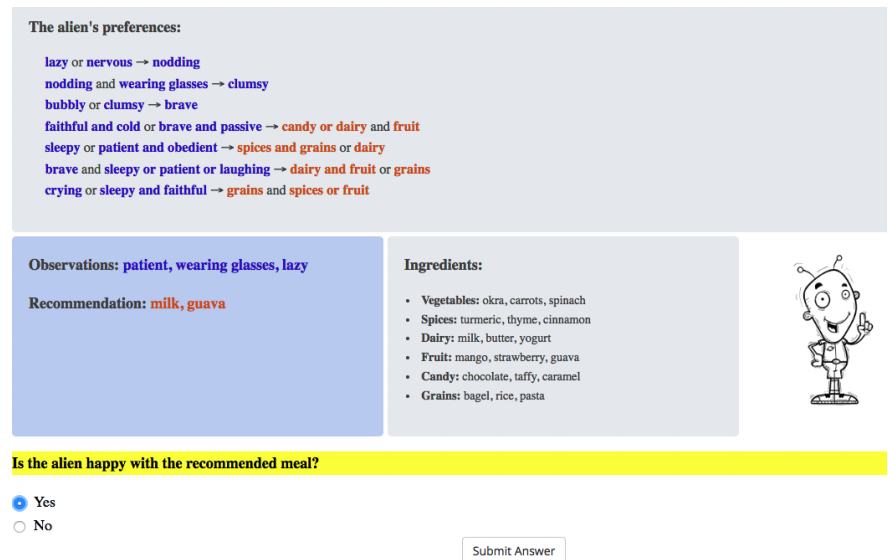 The alien's preferences:
lazy or nervous → nodding
nodding and wearing glasses → clumsy
bubbly or clumsy → brave
faithful and cold or brave and passive → candy or dairy and fruit
sleepy or patient and obedient → spices and grains or dairy
brave and sleepy or patient or laughing → dairy and fruit or grains
crying or sleepy and faithful → grains and spices or fruit
Observations: patient, wearing glasses, lazy
Recommendation: milk, guava
Ingredients:
• Vegetables: okra, carrots, spinach
• Spices: turmeric, thyme, cinnamon
• Dairy: milk, butter, yogurt
• Fruit: mango, strawberry, guava
• Candy: chocolate, taffy, caramel
• Grains: bagel, rice, pasta
Is the alien happy with the recommended meal?
Yes
No
Submit Answer